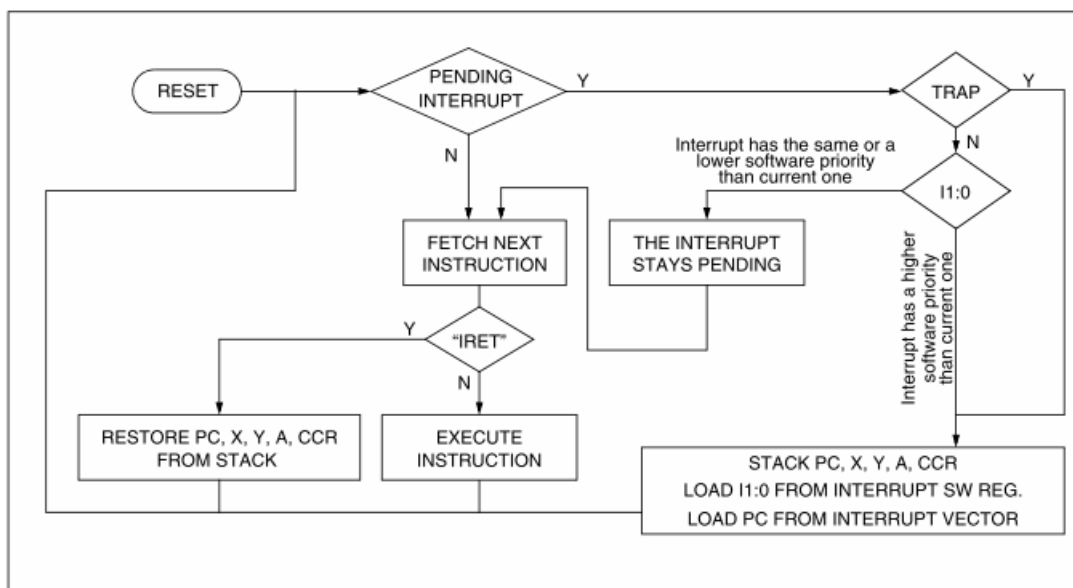 RESET
PENDING
INTERRUPT
Y
TRAP
Y
N
N
Interrupt has the same or a
lower software priority
than current one
I1:0
FETCH NEXT
INSTRUCTION
THE INTERRUPT
STAYS PENDING
Interrupt has a higher
software priority
than current one
Y
“IRET”
N
RESTORE PC, X, Y, A, CCR
FROM STACK
EXECUTE
INSTRUCTION
STACK PC, X, Y, A, CCR
LOAD I1:0 FROM INTERRUPT SW REG.
LOAD PC FROM INTERRUPT VECTOR